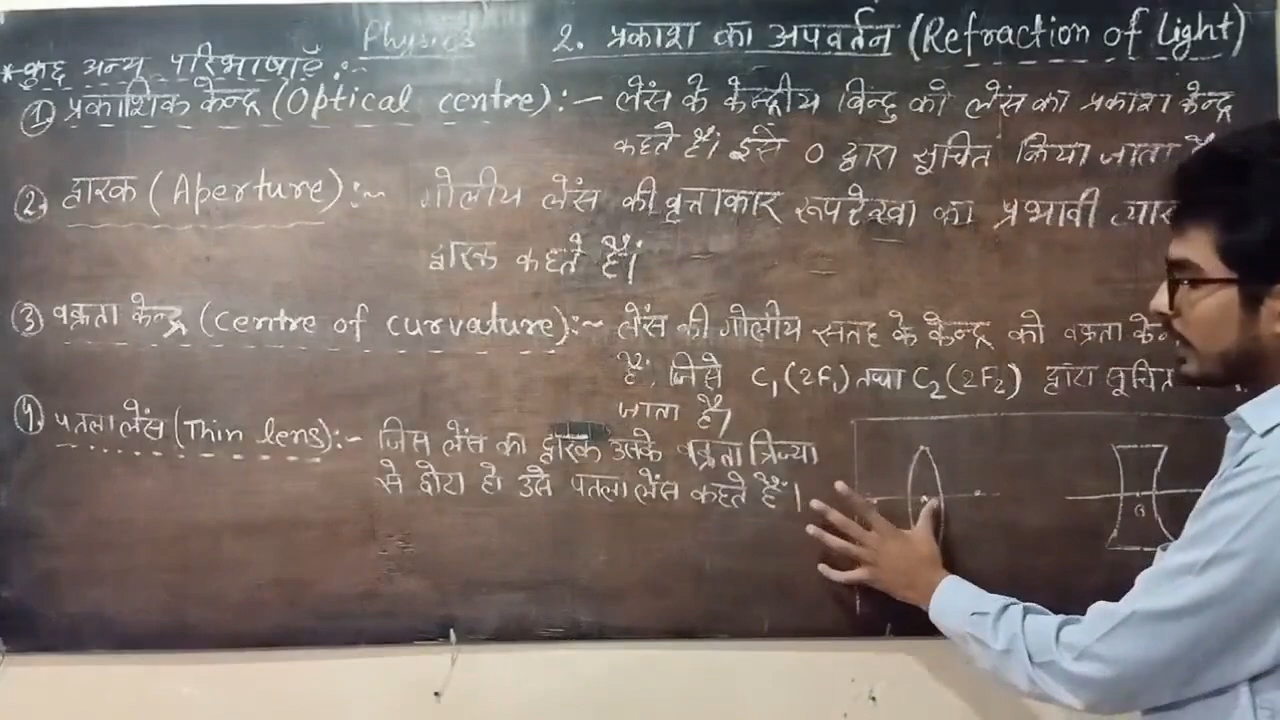 Physics 2. प्रकाश का अपवर्तन (Refraction of Light)
* कुछ अन्य परिभाषाएँ :-
1. प्रकाशिक केन्द्र (Optical centre) :- लेंस के केन्द्रीय बिन्दु को लेंस का प्रकाश केन्द्र
कहते हैं। इसे O द्वारा सूचित किया जाता
2. द्वारक (Aperture) :- गोलीय लेंस की वृत्ताकार रूपरेखा का प्रभावी
द्वारक कहते हैं।
3 वक्रता केन्द्र (Centre of curvature) :- लेंस की गोलीय सतह के केन्द्र को वक्रता
हैं, जिसे C₁(2F₁) तथा C₂(2F₂) द्वारा सूचित
जाता है।
4. पतला लेंस (Thin lens) :- जिस लेंस का द्वारक उसके वक्रता त्रिज्या
से छोटा हो उसे पतला लेंस कहते हैं।